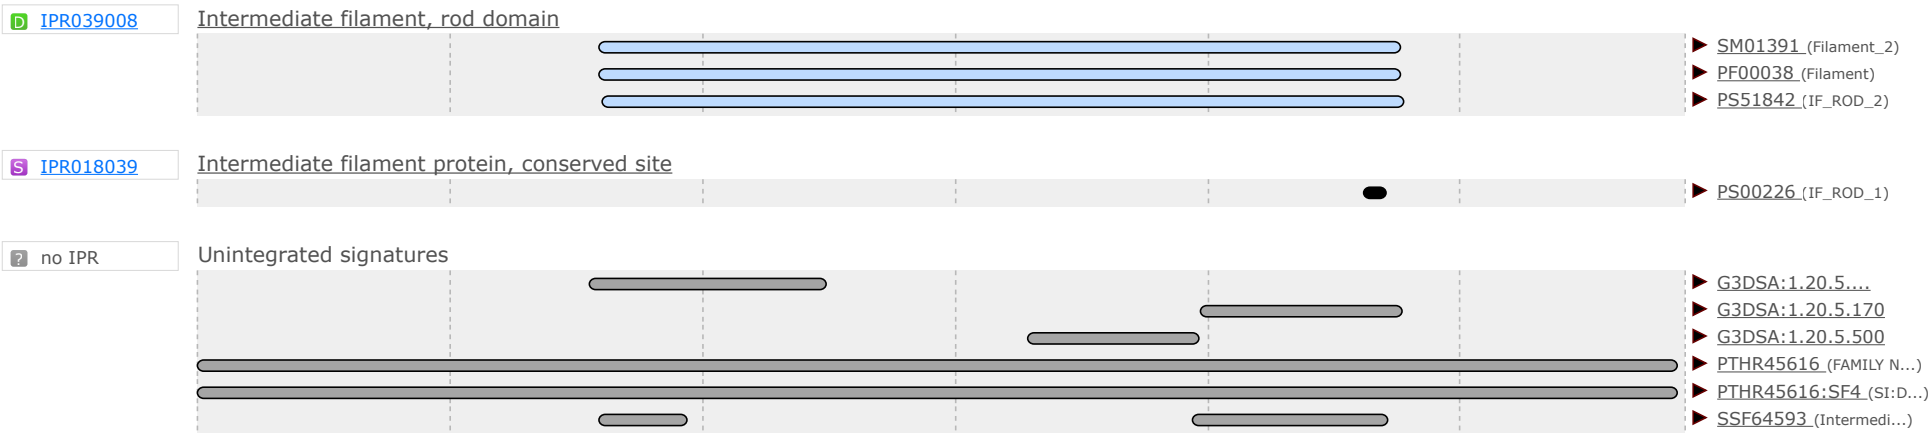 D IPR039008 Intermediate filament, rod domain
SM01391 (Filament_2)
PF00038 (Filament)
PS51842 (IF_ROD_2)
S IPR018039 Intermediate filament protein, conserved site
PS00226 (IF_ROD_1)
? no IPR Unintegrated signatures
G3DSA:1.20.5....
G3DSA:1.20.5.170
G3DSA:1.20.5.500
PTHR45616 (FAMILY N...)
PTHR45616:SF4 (SI:D...)
SSF64593 (Intermedi...)